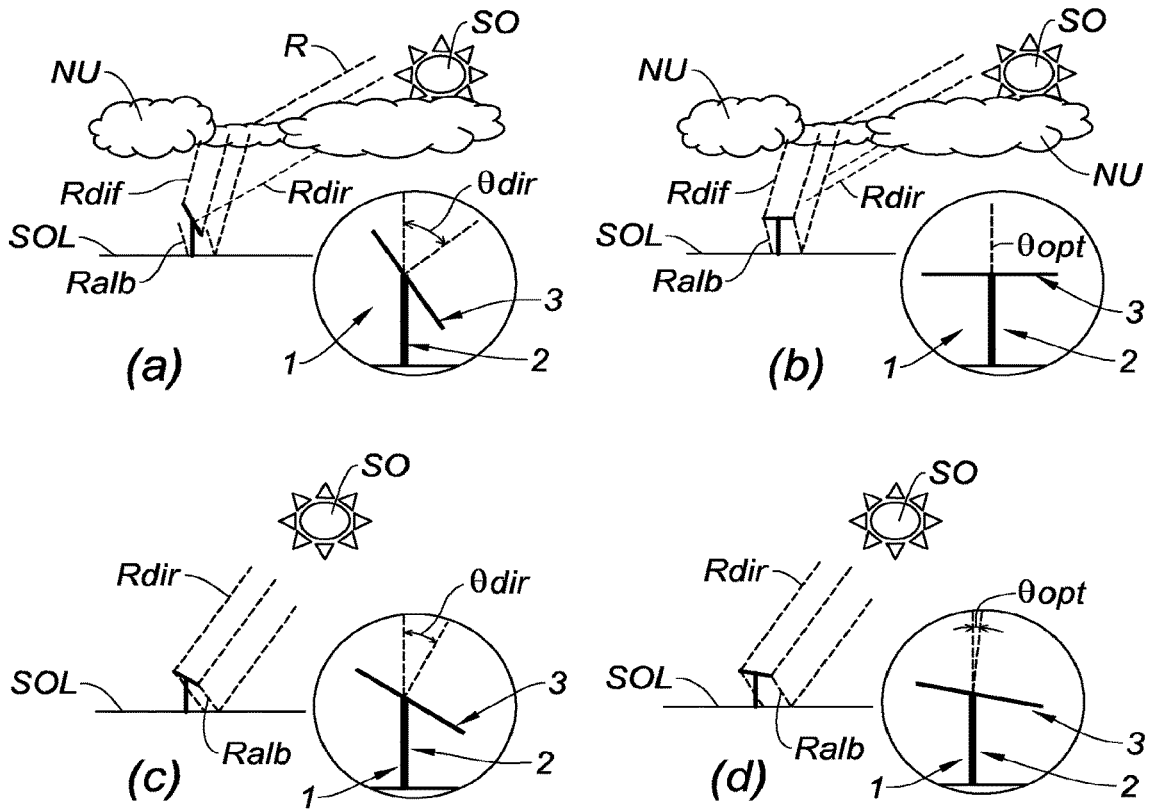 SO
R
NU
Rdif
Rdir
θdir
SOL
Ralb
3
1
2
(a)
SO
NU
NU
Rdif
Rdir
SOL
θopt
Ralb
3
1
2
(b)
SO
Rdir
θdir
SOL
3
Ralb
2
1
(c)
SO
Rdir
θopt
SOL
Ralb
3
1
2
(d)